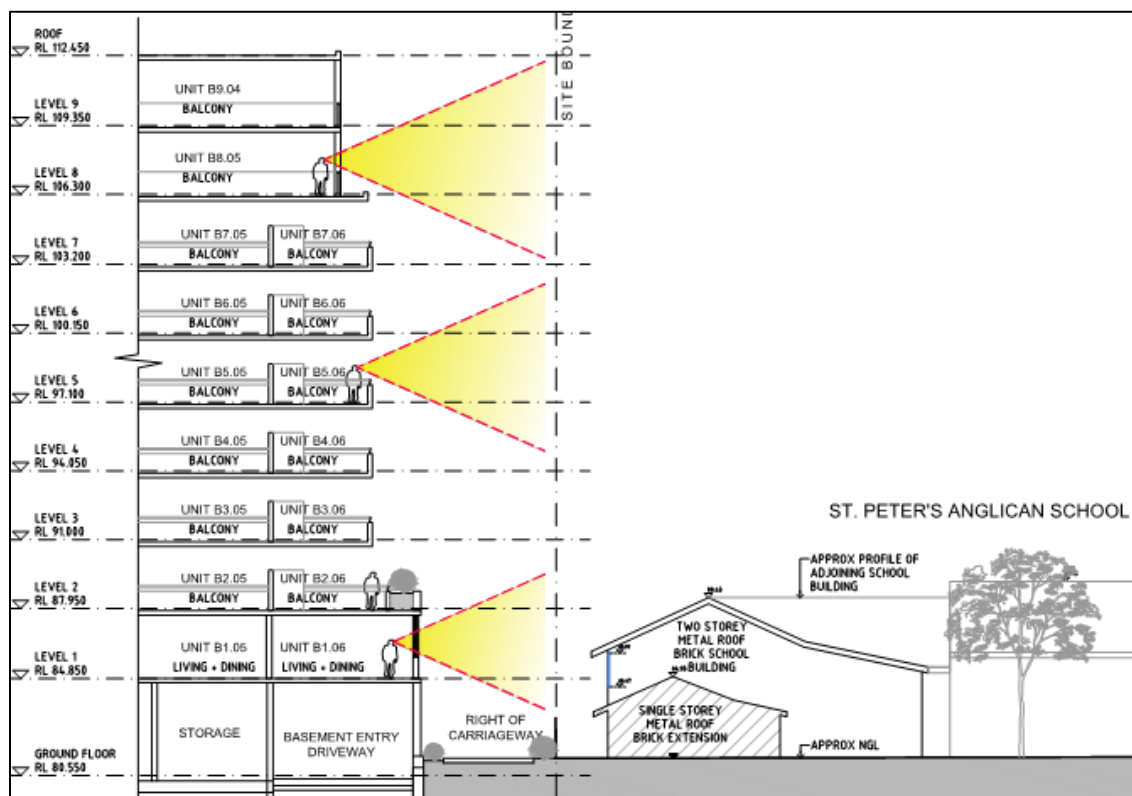 ROOF
RL 112.450
SITE BOUND
UNIT B9.04
BALCONY
LEVEL 9
RL 109.350
UNIT B8.05
BALCONY
LEVEL 8
RL 106.300
UNIT B7.05 UNIT B7.06
BALCONY BALCONY
LEVEL 7
RL 103.200
UNIT B6.05 UNIT B6.06
BALCONY BALCONY
LEVEL 6
RL 100.150
UNIT B5.05 UNIT B5.06
BALCONY BALCONY
LEVEL 5
RL 97.100
UNIT B4.05 UNIT B4.06
BALCONY BALCONY
LEVEL 4
RL 94.050
UNIT B3.05 UNIT B3.06
BALCONY BALCONY
LEVEL 3
RL 91.000
ST. PETER'S ANGLICAN SCHOOL
APPROX PROFILE OF
ADJOINING SCHOOL
BUILDING
UNIT B2.05 UNIT B2.06
BALCONY BALCONY
LEVEL 2
RL 87.950
TWO STOREY
METAL ROOF
BRICK SCHOOL
BUILDING
UNIT B1.05 UNIT B1.06
LIVING + DINING LIVING + DINING
LEVEL 1
RL 84.850
SINGLE STOREY
METAL ROOF
BRICK EXTENSION
STORAGE
BASEMENT ENTRY
DRIVEWAY
RIGHT OF
CARRIAGEWAY
APPROX NGL
GROUND FLOOR
RL 80.550